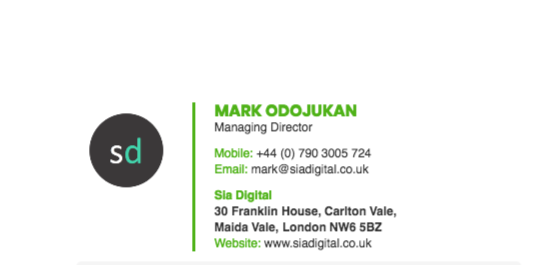 sd
MARK ODOJUKAN
Managing Director
Mobile: +44 (0) 790 3005 724
Email: mark@siadigital.co.uk
Sia Digital
30 Franklin House, Carlton Vale,
Maida Vale, London NW6 5BZ
Website: www.siadigital.co.uk